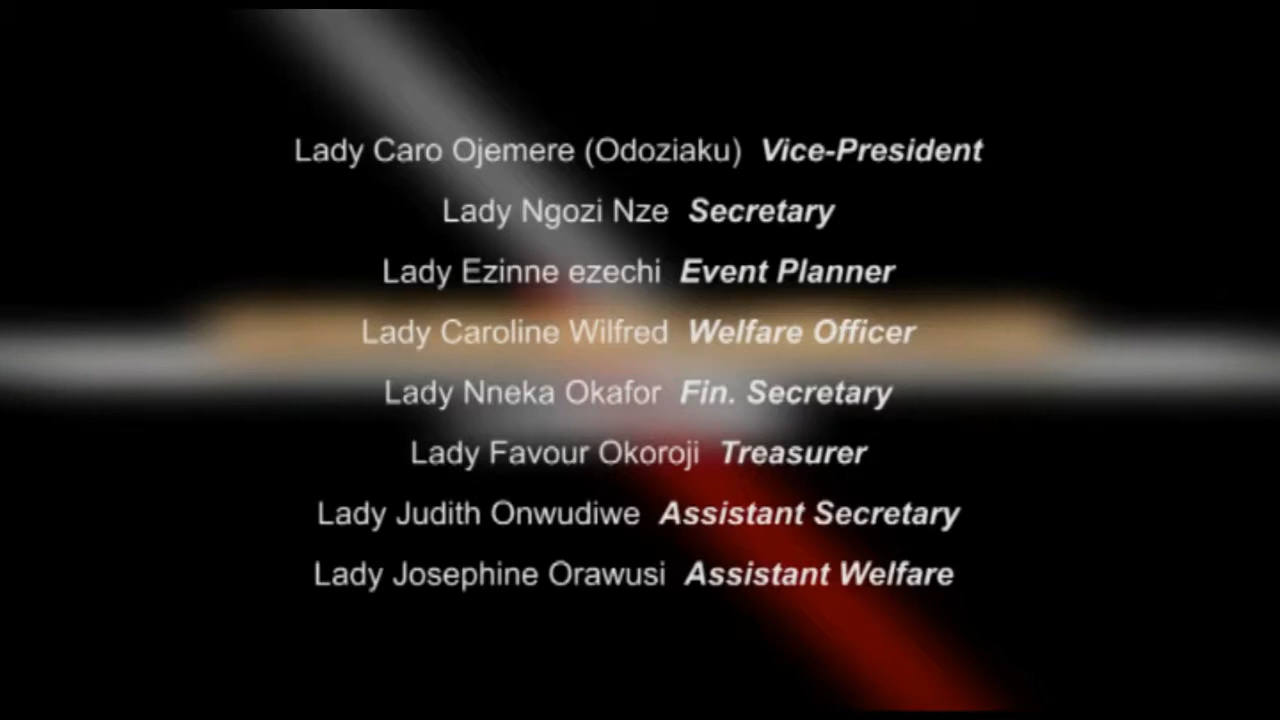 Lady Caro Ojemere (Odoziaku) Vice-President
Lady Ngozi Nze Secretary
Lady Ezinne ezechi Event Planner
Lady Caroline Wilfred Welfare Officer
Lady Nneka Okafor Fin. Secretary
Lady Favour Okoroji Treasurer
Lady Judith Onwudiwe Assistant Secretary
Lady Josephine Orawusi Assistant Welfare